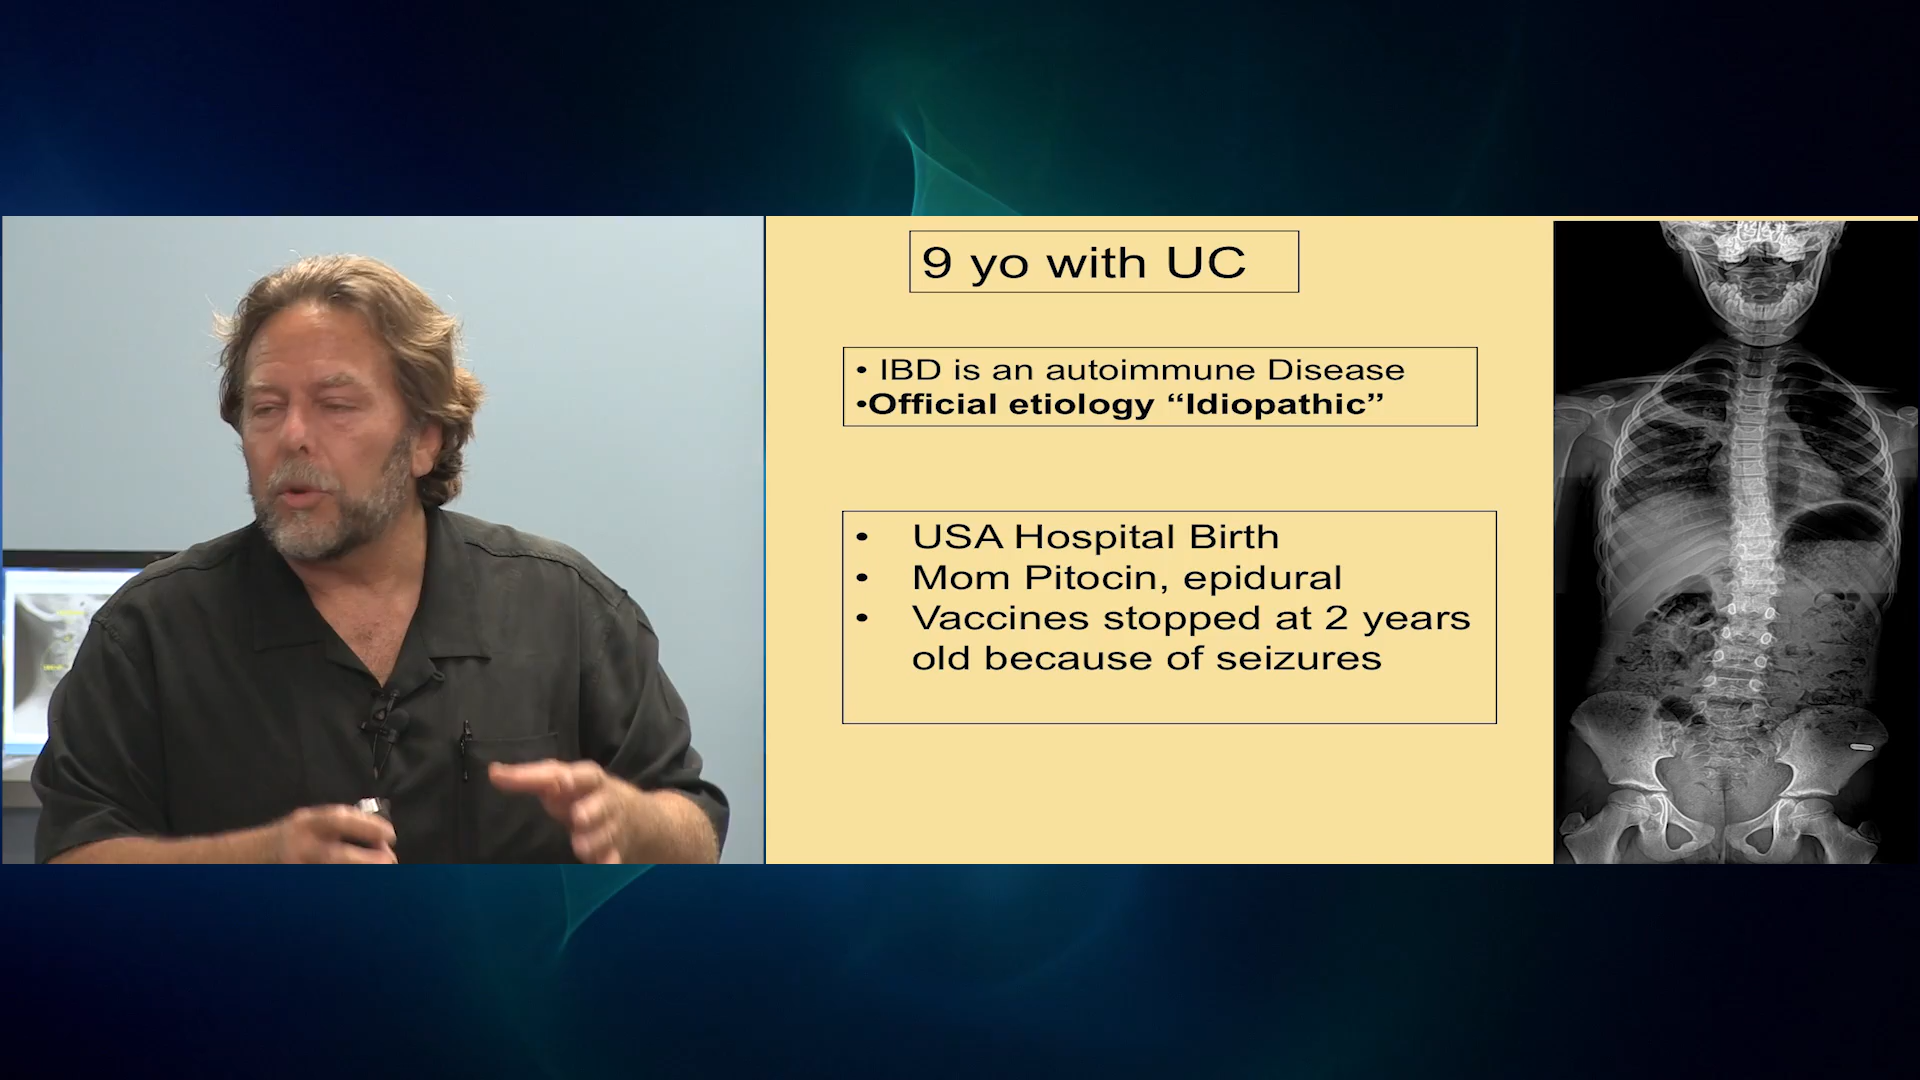 9 yo with UC
• IBD is an autoimmune Disease
•Official etiology “Idiopathic”
• USA Hospital Birth
• Mom Pitocin, epidural
• Vaccines stopped at 2 years
old because of seizures